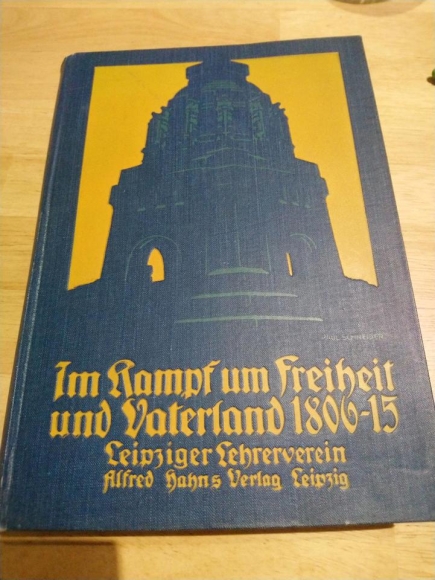 Im Kampf um Freiheit
und Vaterland 1806-15
Leipziger Lehrerverein
Alfred Hahns Verlag Leipzig